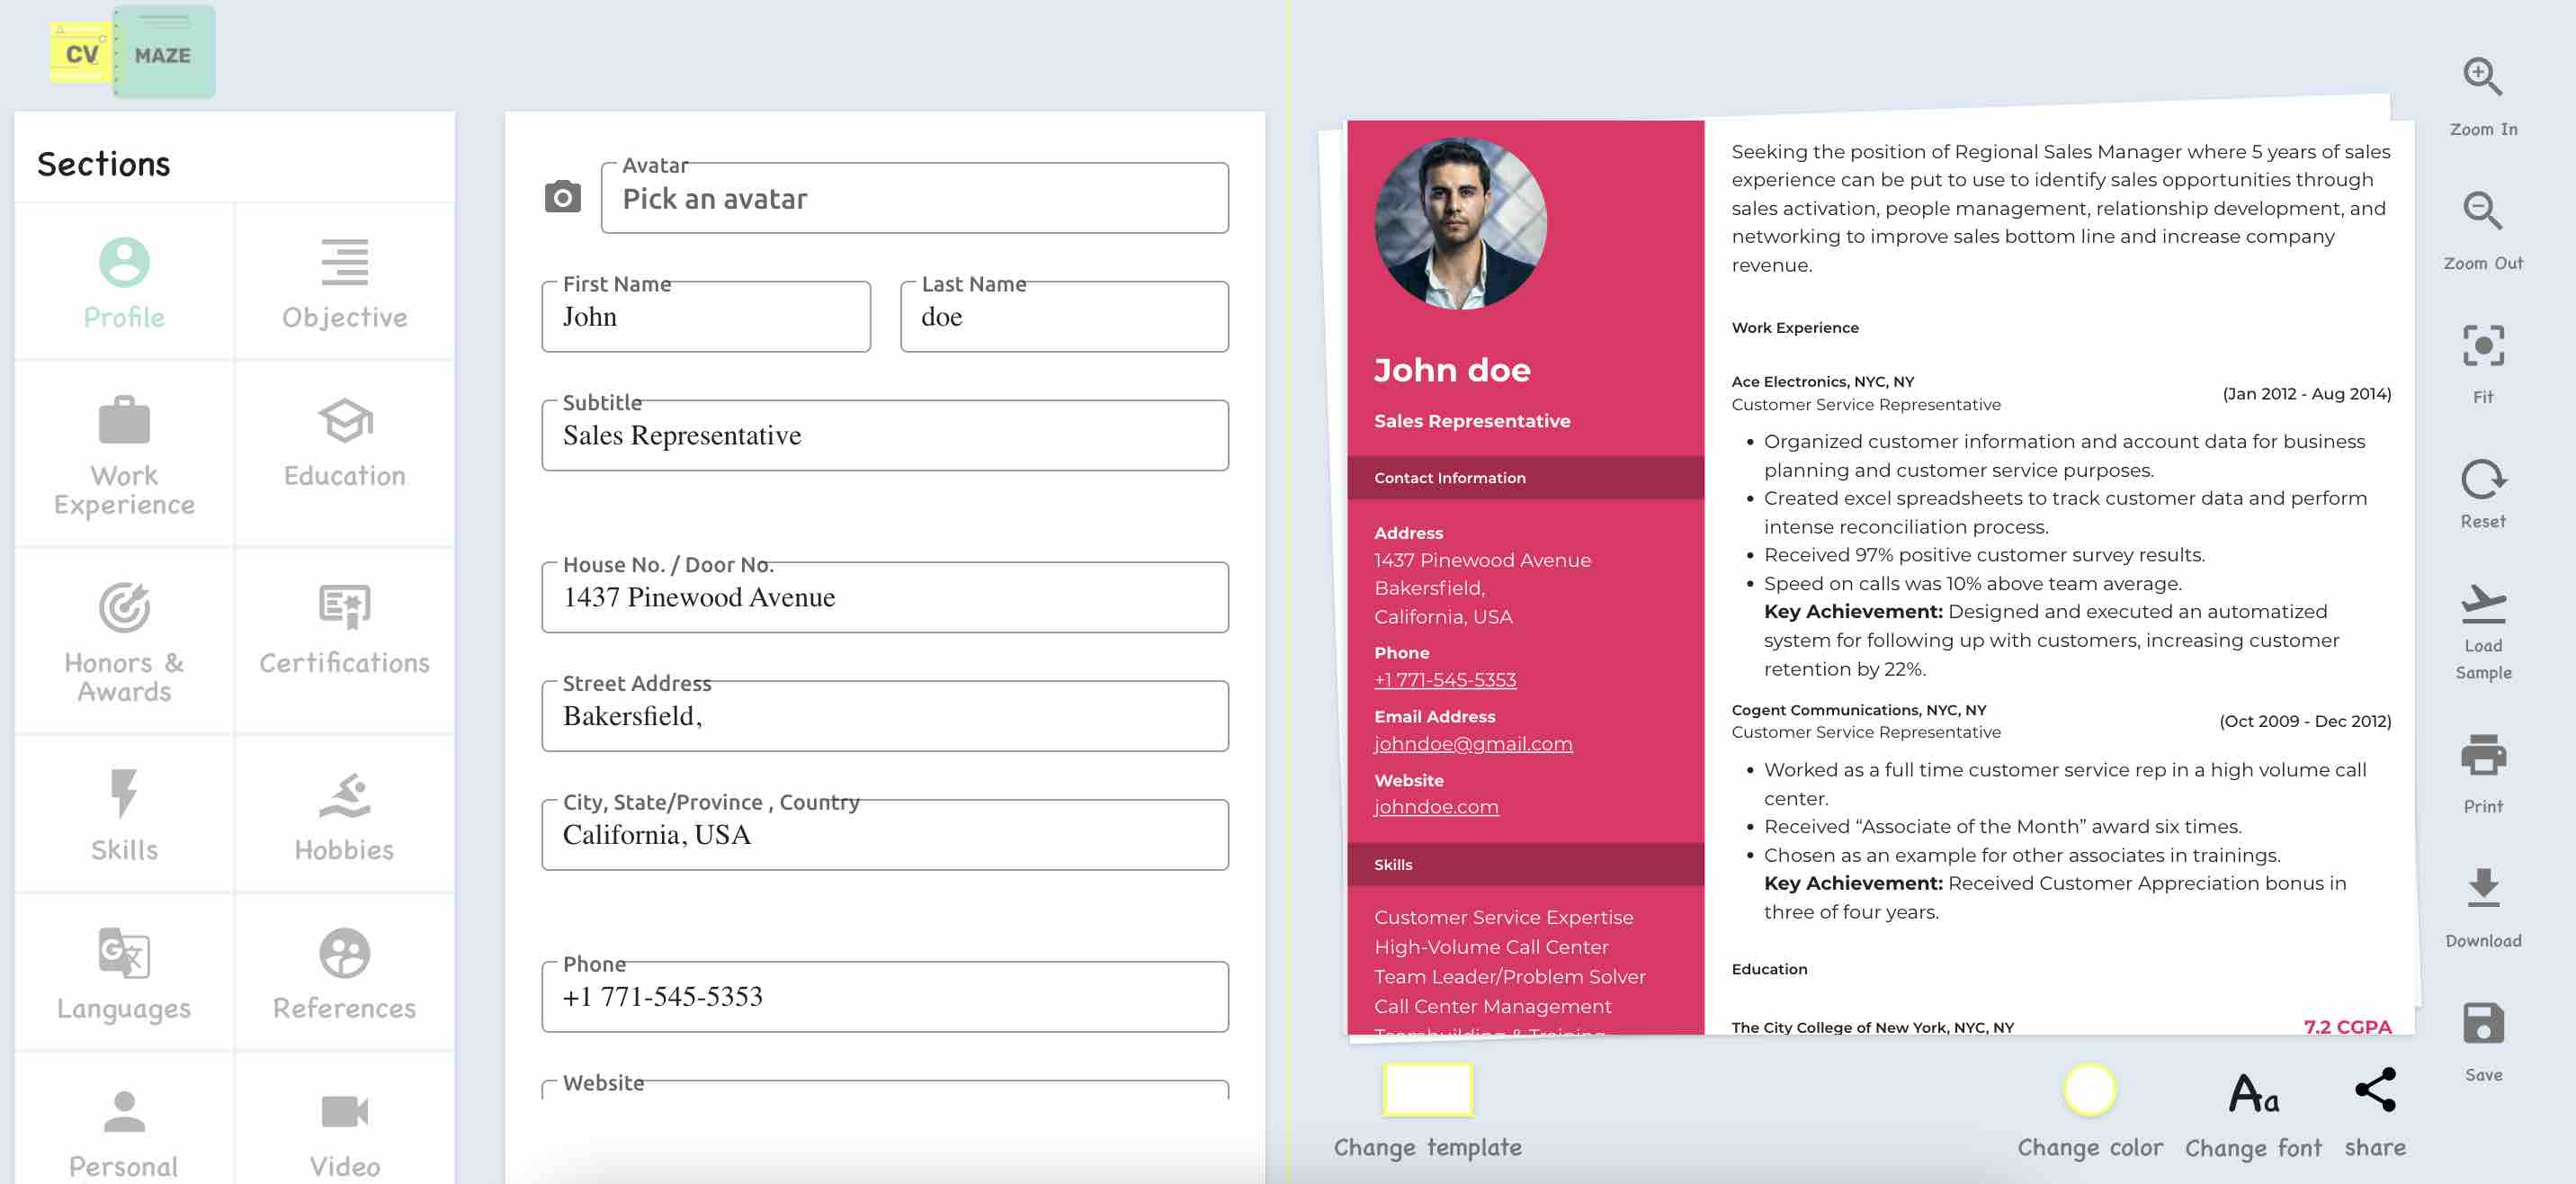 CV MAZE
Sections
Profile
Objective
Work
Experience
Education
Honors &
Awards
Certifications
Skills
Hobbies
Languages
References
Personal
Video
Avatar
Pick an avatar
First Name
John
Last Name
doe
Subtitle
Sales Representative
House No. / Door No.
1437 Pinewood Avenue
Street Address
Bakersfield,
City, State/Province , Country
California, USA
Phone
+1 771-545-5353
Website
John doe
Sales Representative
Contact Information
Address
1437 Pinewood Avenue
Bakersfield,
California, USA
Phone
+1 771-545-5353
Email Address
johndoe@gmail.com
Website
johndoe.com
Skills
Customer Service Expertise
High-Volume Call Center
Team Leader/Problem Solver
Call Center Management
Teambuilding & Training
Seeking the position of Regional Sales Manager where 5 years of sales
experience can be put to use to identify sales opportunities through
sales activation, people management, relationship development, and
networking to improve sales bottom line and increase company
revenue.
Work Experience
Ace Electronics, NYC, NY
Customer Service Representative
(Jan 2012 - Aug 2014)
• Organized customer information and account data for business
planning and customer service purposes.
• Created excel spreadsheets to track customer data and perform
intense reconciliation process.
• Received 97% positive customer survey results.
• Speed on calls was 10% above team average.
Key Achievement: Designed and executed an automatized
system for following up with customers, increasing customer
retention by 22%.
Cogent Communications, NYC, NY
Customer Service Representative
(Oct 2009 - Dec 2012)
• Worked as a full time customer service rep in a high volume call
center.
• Received “Associate of the Month” award six times.
• Chosen as an example for other associates in trainings.
Key Achievement: Received Customer Appreciation bonus in
three of four years.
Education
The City College of New York, NYC, NY
7.2 CGPA
Change template
Change color
Aa
Change font
share
Zoom In
Zoom Out
Fit
Reset
Load
Sample
Print
Download
Save